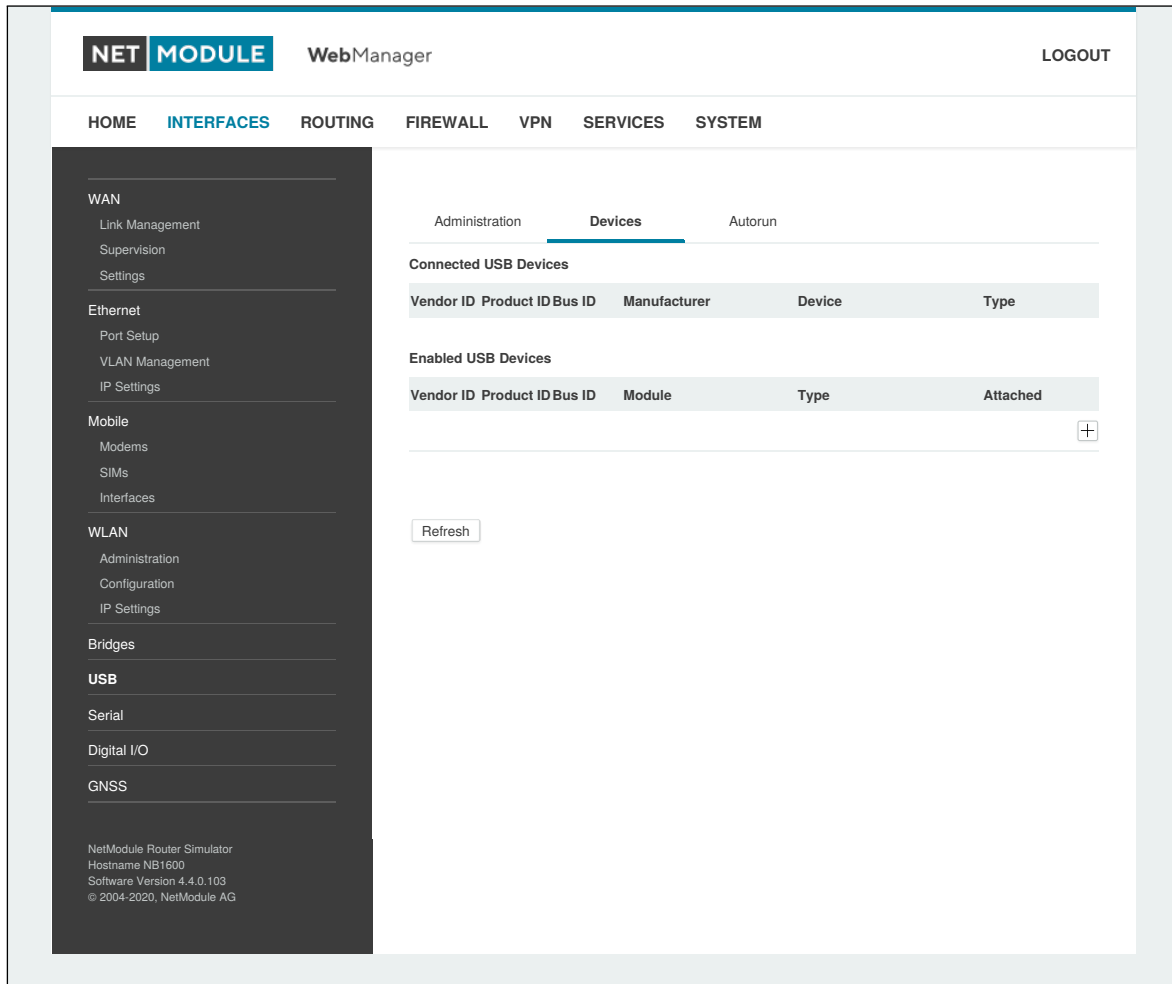 NET MODULE WebManager LOGOUT
HOME INTERFACES ROUTING FIREWALL VPN SERVICES SYSTEM
WAN
Link Management
Supervision
Settings
Ethernet
Port Setup
VLAN Management
IP Settings
Mobile
Modems
SIMs
Interfaces
WLAN
Administration
Configuration
IP Settings
Bridges
USB
Serial
Digital I/O
GNSS
NetModule Router Simulator
Hostname NB1600
Software Version 4.4.0.103
© 2004-2020, NetModule AG
Administration Devices Autorun
Connected USB Devices
Vendor ID Product ID Bus ID Manufacturer Device Type
Enabled USB Devices
Vendor ID Product ID Bus ID Module Type Attached
Refresh